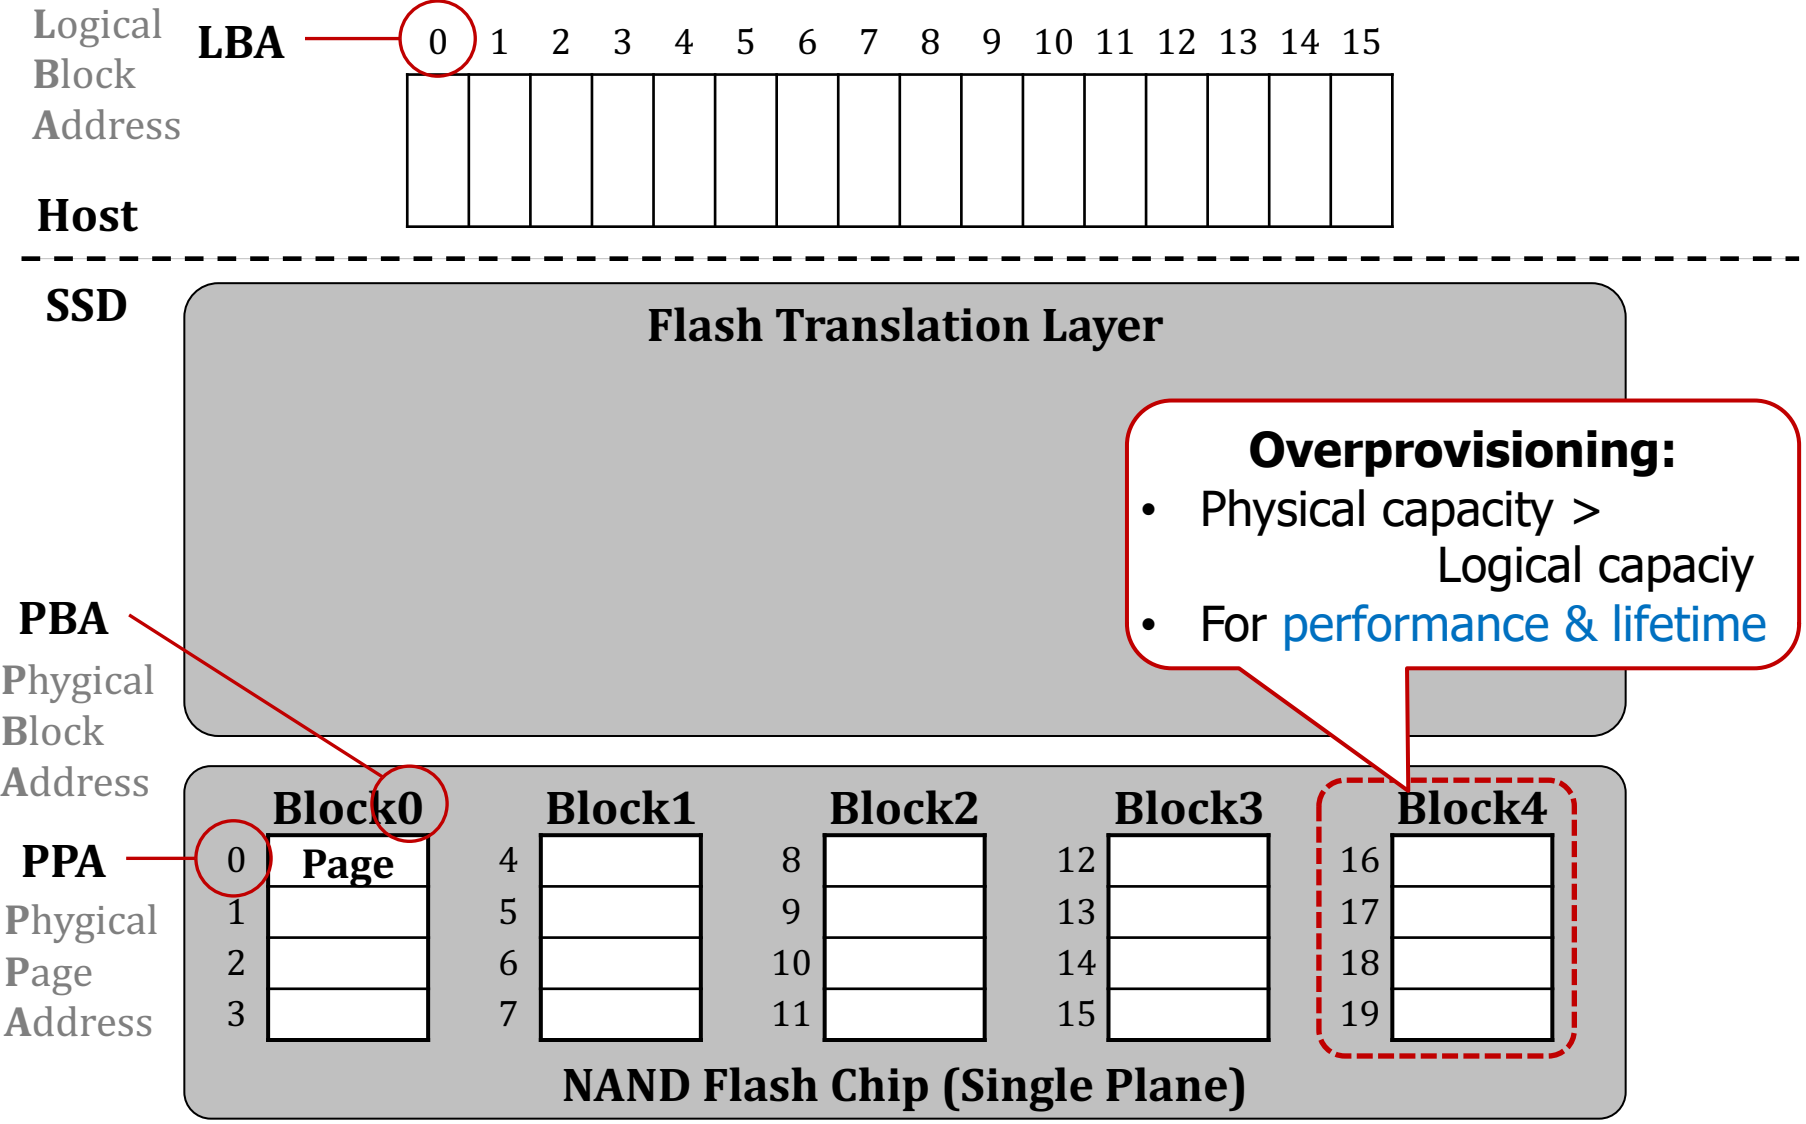 Logical
Block
Address
LBA
0 1 2 3 4 5 6 7 8 9 10 11 12 13 14 15
Host
SSD
Flash Translation Layer
Overprovisioning:
• Physical capacity >
Logical capaciy
• For performance & lifetime
PBA
Phygical
Block
Address
PPA
Phygical
Page
Address
Block0 Block1 Block2 Block3 Block4
0 Page 4 8 12 16
1 5 9 13 17
2 6 10 14 18
3 7 11 15 19
NAND Flash Chip (Single Plane)